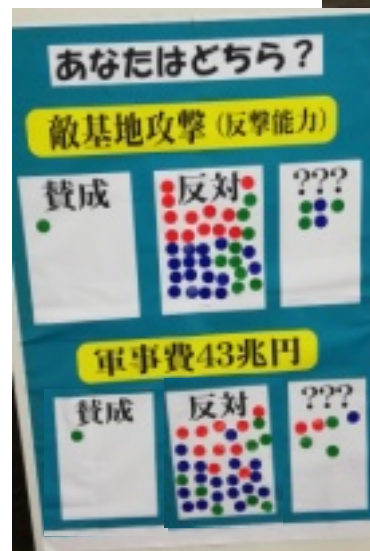 あなたはどちら？
敵基地攻撃（反撃能力）
賛成
反対
???
軍事費43兆円
賛成
反対
???